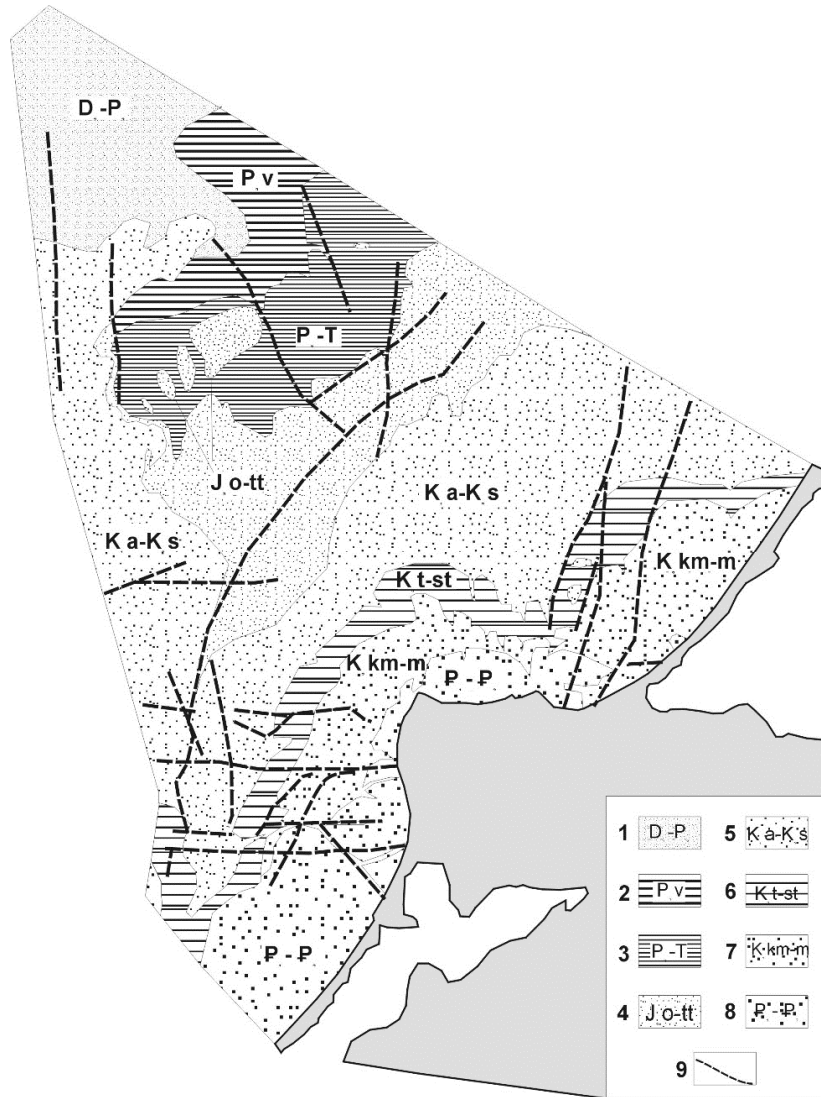 D -P
P v
P -T
J o-tt
K a-K s
K a-K s
K t-st
K km-m
K km-m
Ᵽ - Ᵽ
Ᵽ - Ᵽ
1 D -P 5 K a-K s
2 P v 6 K t-st
3 P -T 7 K km-m
4 J o-tt 8 Ᵽ - Ᵽ
9